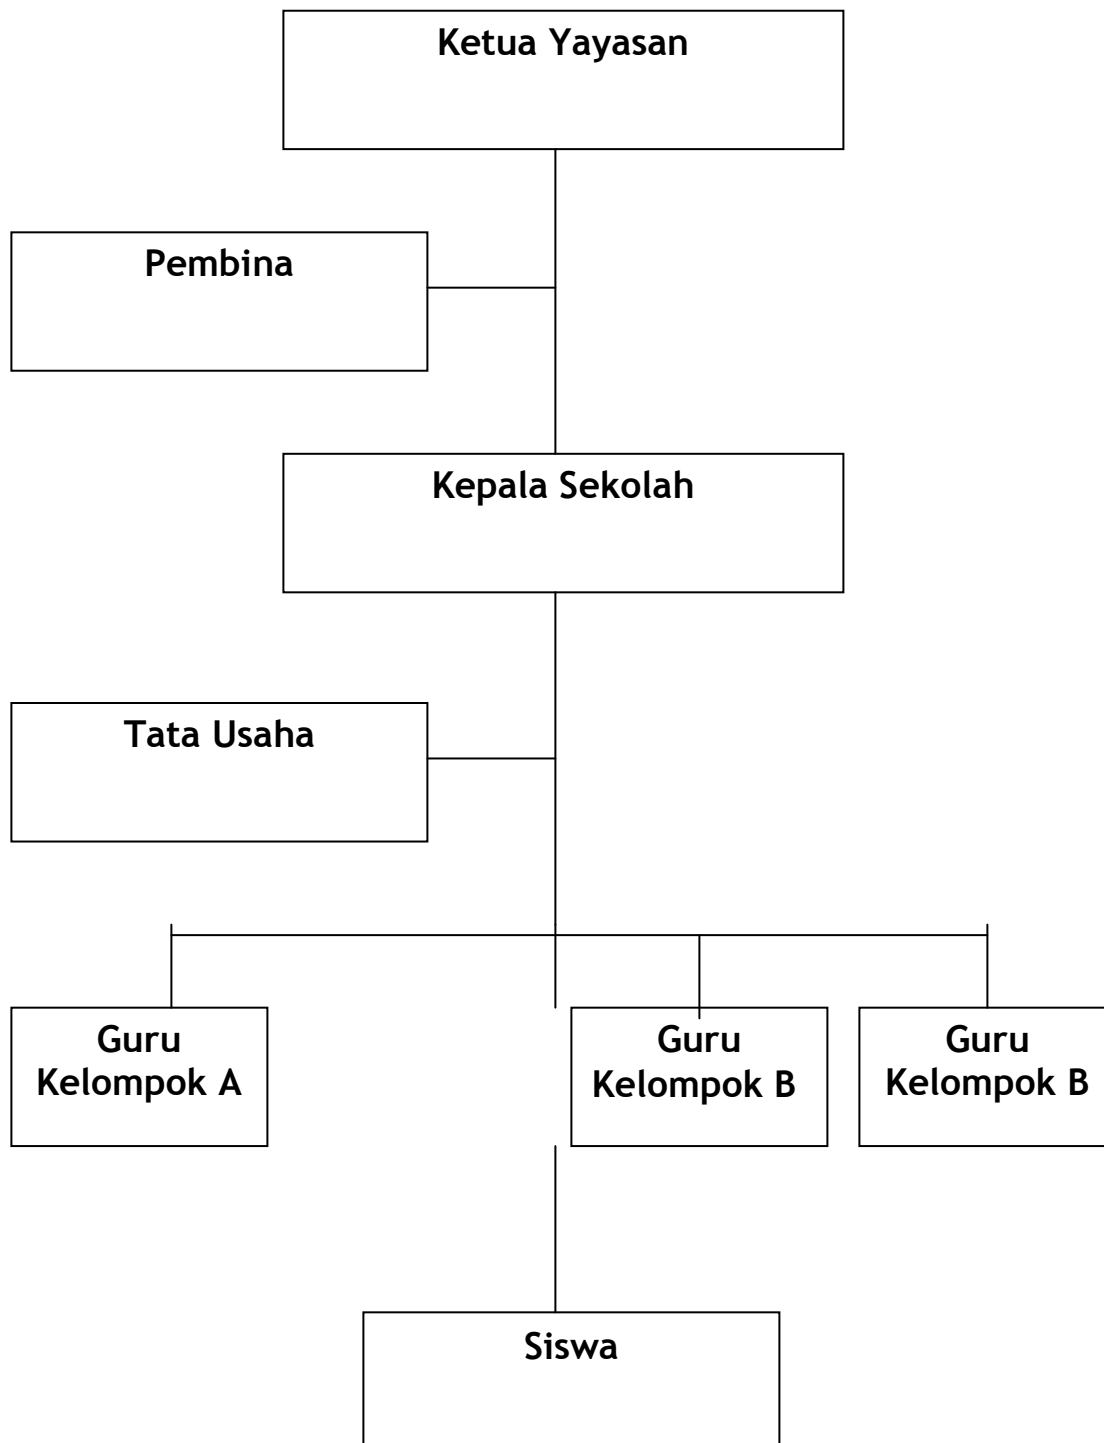 Ketua Yayasan
Pembina
Kepala Sekolah
Tata Usaha
Guru
Kelompok A
Guru
Kelompok B
Guru
Kelompok B
Siswa